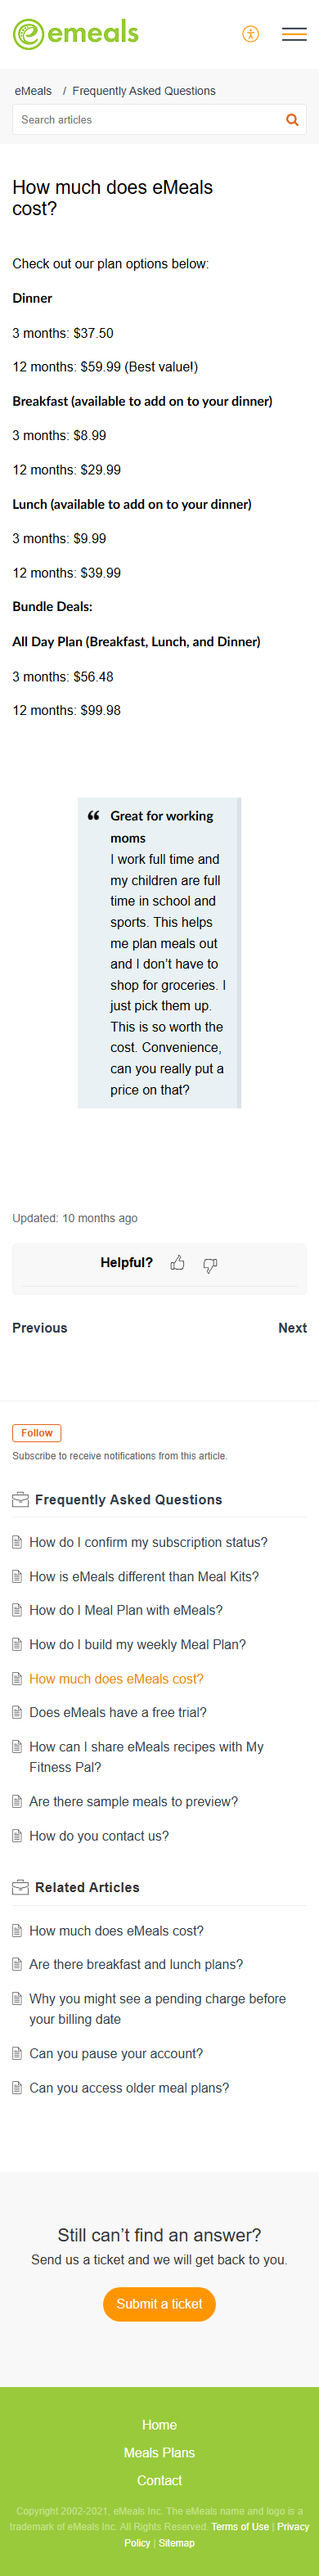 emeals
eMeals / Frequently Asked Questions
Search articles
How much does eMeals
cost?
Check out our plan options below:
Dinner
3 months: $37.50
12 months: $59.99 (Best value!)
Breakfast (available to add on to your dinner)
3 months: $8.99
12 months: $29.99
Lunch (available to add on to your dinner)
3 months: $9.99
12 months: $39.99
Bundle Deals:
All Day Plan (Breakfast, Lunch, and Dinner)
3 months: $56.48
12 months: $99.98
“ Great for working
moms
I work full time and
my children are full
time in school and
sports. This helps
me plan meals out
and I don’t have to
shop for groceries. I
just pick them up.
This is so worth the
cost. Convenience,
can you really put a
price on that?
Updated: 10 months ago
Helpful?
Previous Next
Follow
Subscribe to receive notifications from this article.
Frequently Asked Questions
How do I confirm my subscription status?
How is eMeals different than Meal Kits?
How do I Meal Plan with eMeals?
How do I build my weekly Meal Plan?
How much does eMeals cost?
Does eMeals have a free trial?
How can I share eMeals recipes with My
Fitness Pal?
Are there sample meals to preview?
How do you contact us?
Related Articles
How much does eMeals cost?
Are there breakfast and lunch plans?
Why you might see a pending charge before
your billing date
Can you pause your account?
Can you access older meal plans?
Still can’t find an answer?
Send us a ticket and we will get back to you.
Submit a ticket
Home
Meals Plans
Contact
Copyright 2002-2021, eMeals Inc. The eMeals name and logo is a
trademark of eMeals Inc. All Rights Reserved. Terms of Use | Privacy
Policy | Sitemap